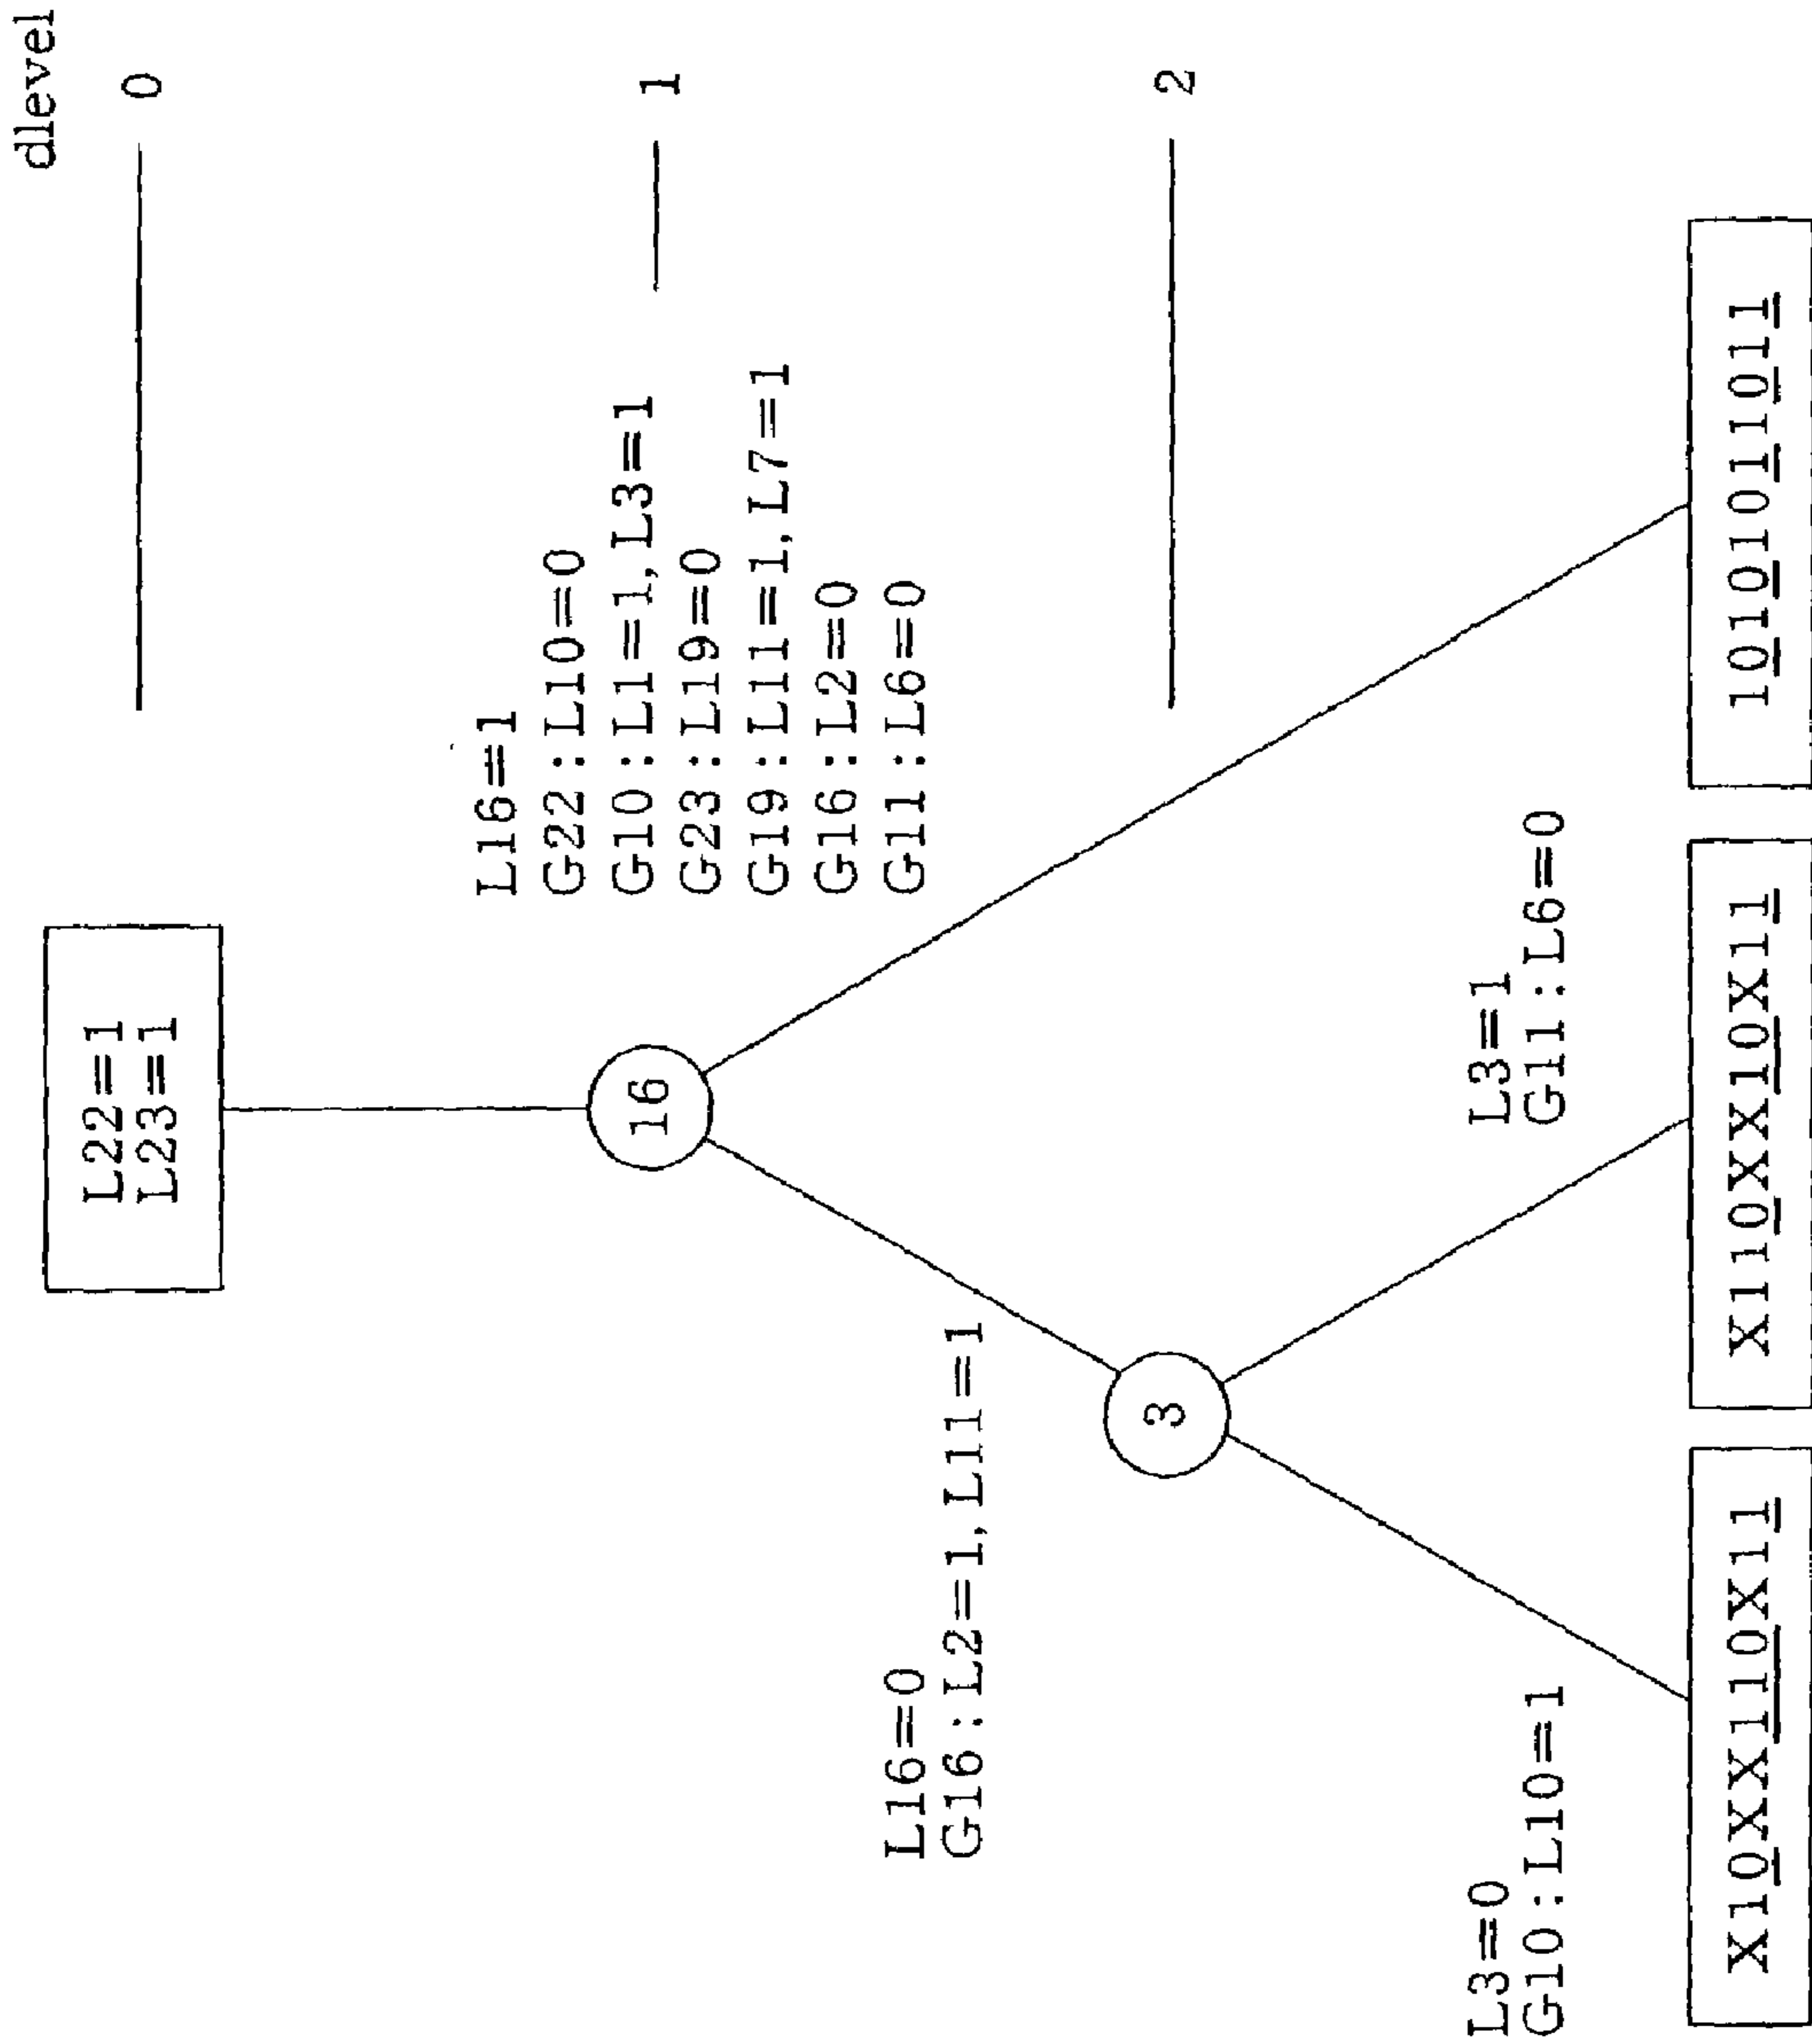 dlevel
L22=1
L23=1
0
16
1
L16=1
G22:L10=0
G10:L1=1,L3=1
G23:L19=0
G19:L11=1,L7=1
G16:L2=0
G11:L6=0
L16=0
G16:L2=1,L11=1
3
2
L3=0
G10:L10=1
L3=1
G11:L6=0
X10XX110X11
X110XX10X11
10101011011